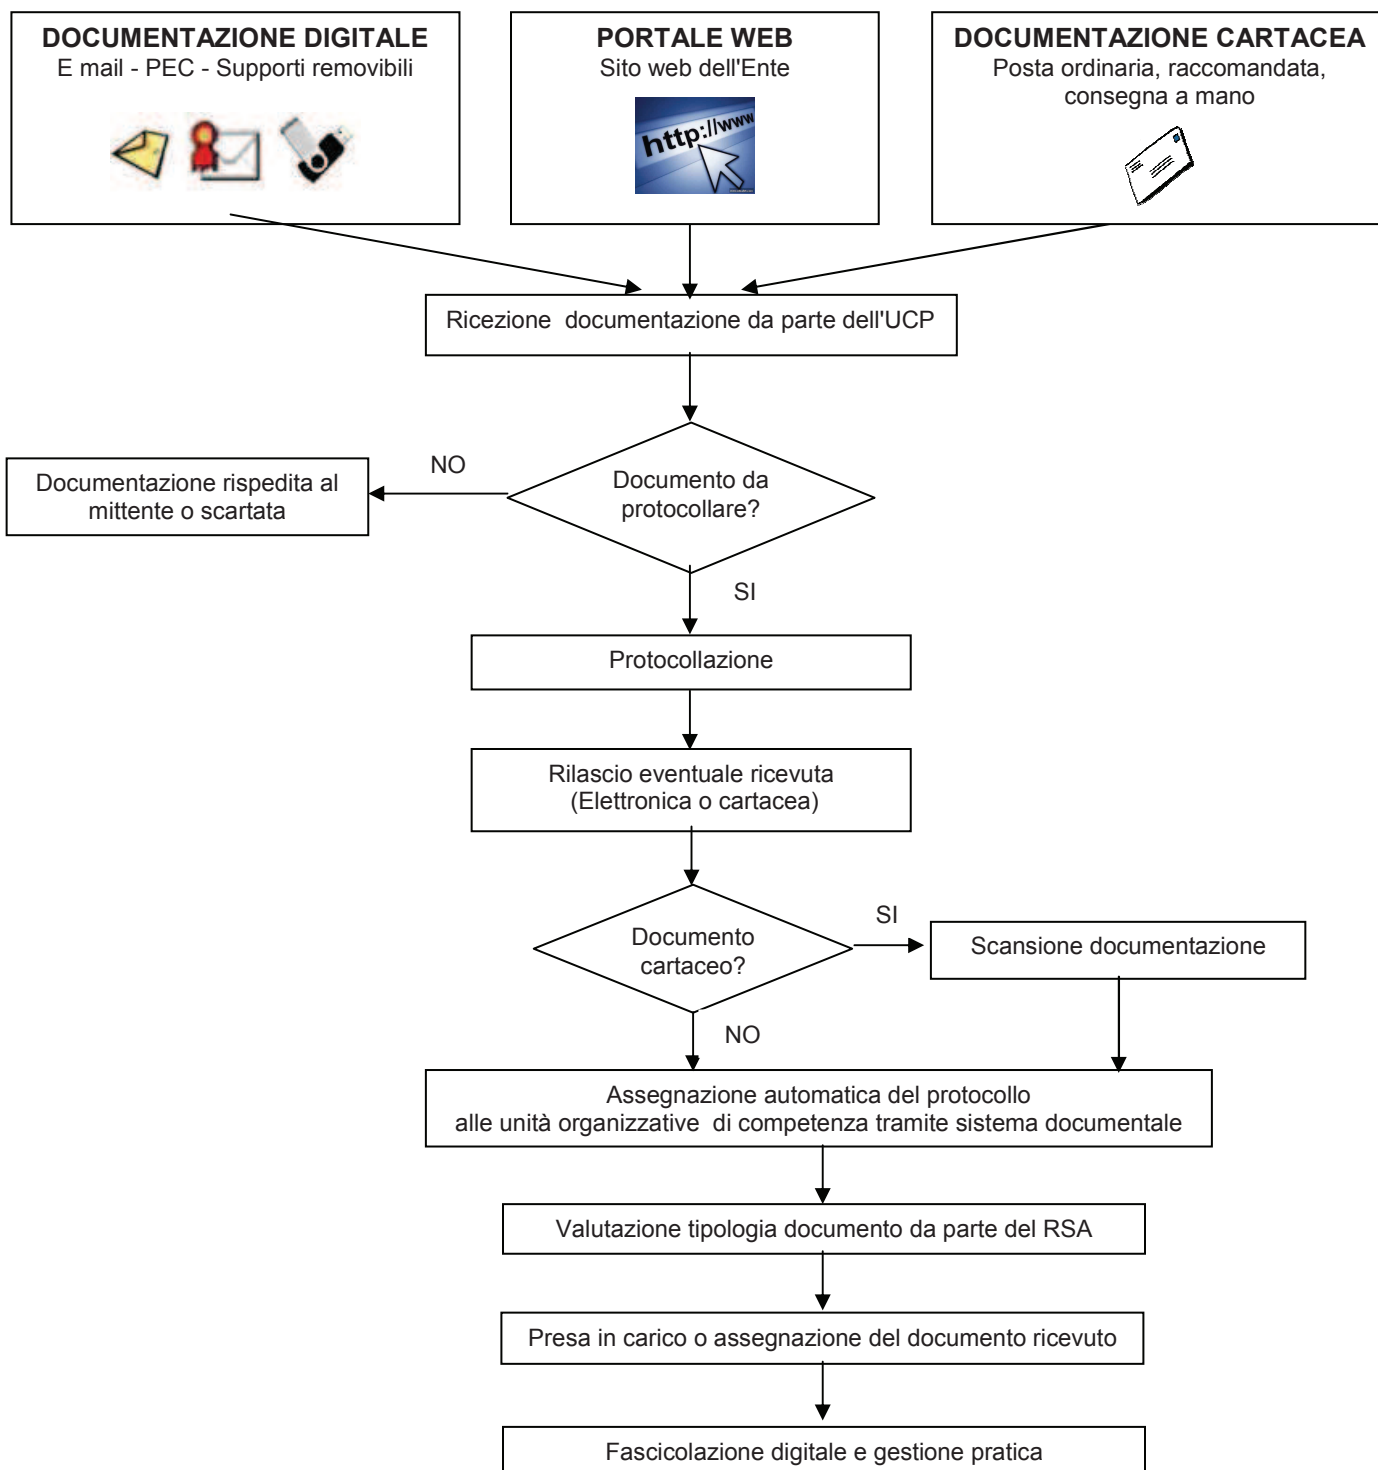 DOCUMENTAZIONE DIGITALE
E mail - PEC - Supporti removibili
PORTALE WEB
Sito web dell'Ente
http://www
DOCUMENTAZIONE CARTACEA
Posta ordinaria, raccomandata,
consegna a mano
Ricezione documentazione da parte dell'UCP
Documento da
protocollare?
NO
Documentazione rispedita al
mittente o scartata
SI
Protocollazione
Rilascio eventuale ricevuta
(Elettronica o cartacea)
Documento
cartaceo?
SI
Scansione documentazione
NO
Assegnazione automatica del protocollo
alle unità organizzative di competenza tramite sistema documentale
Valutazione tipologia documento da parte del RSA
Presa in carico o assegnazione del documento ricevuto
Fascicolazione digitale e gestione pratica